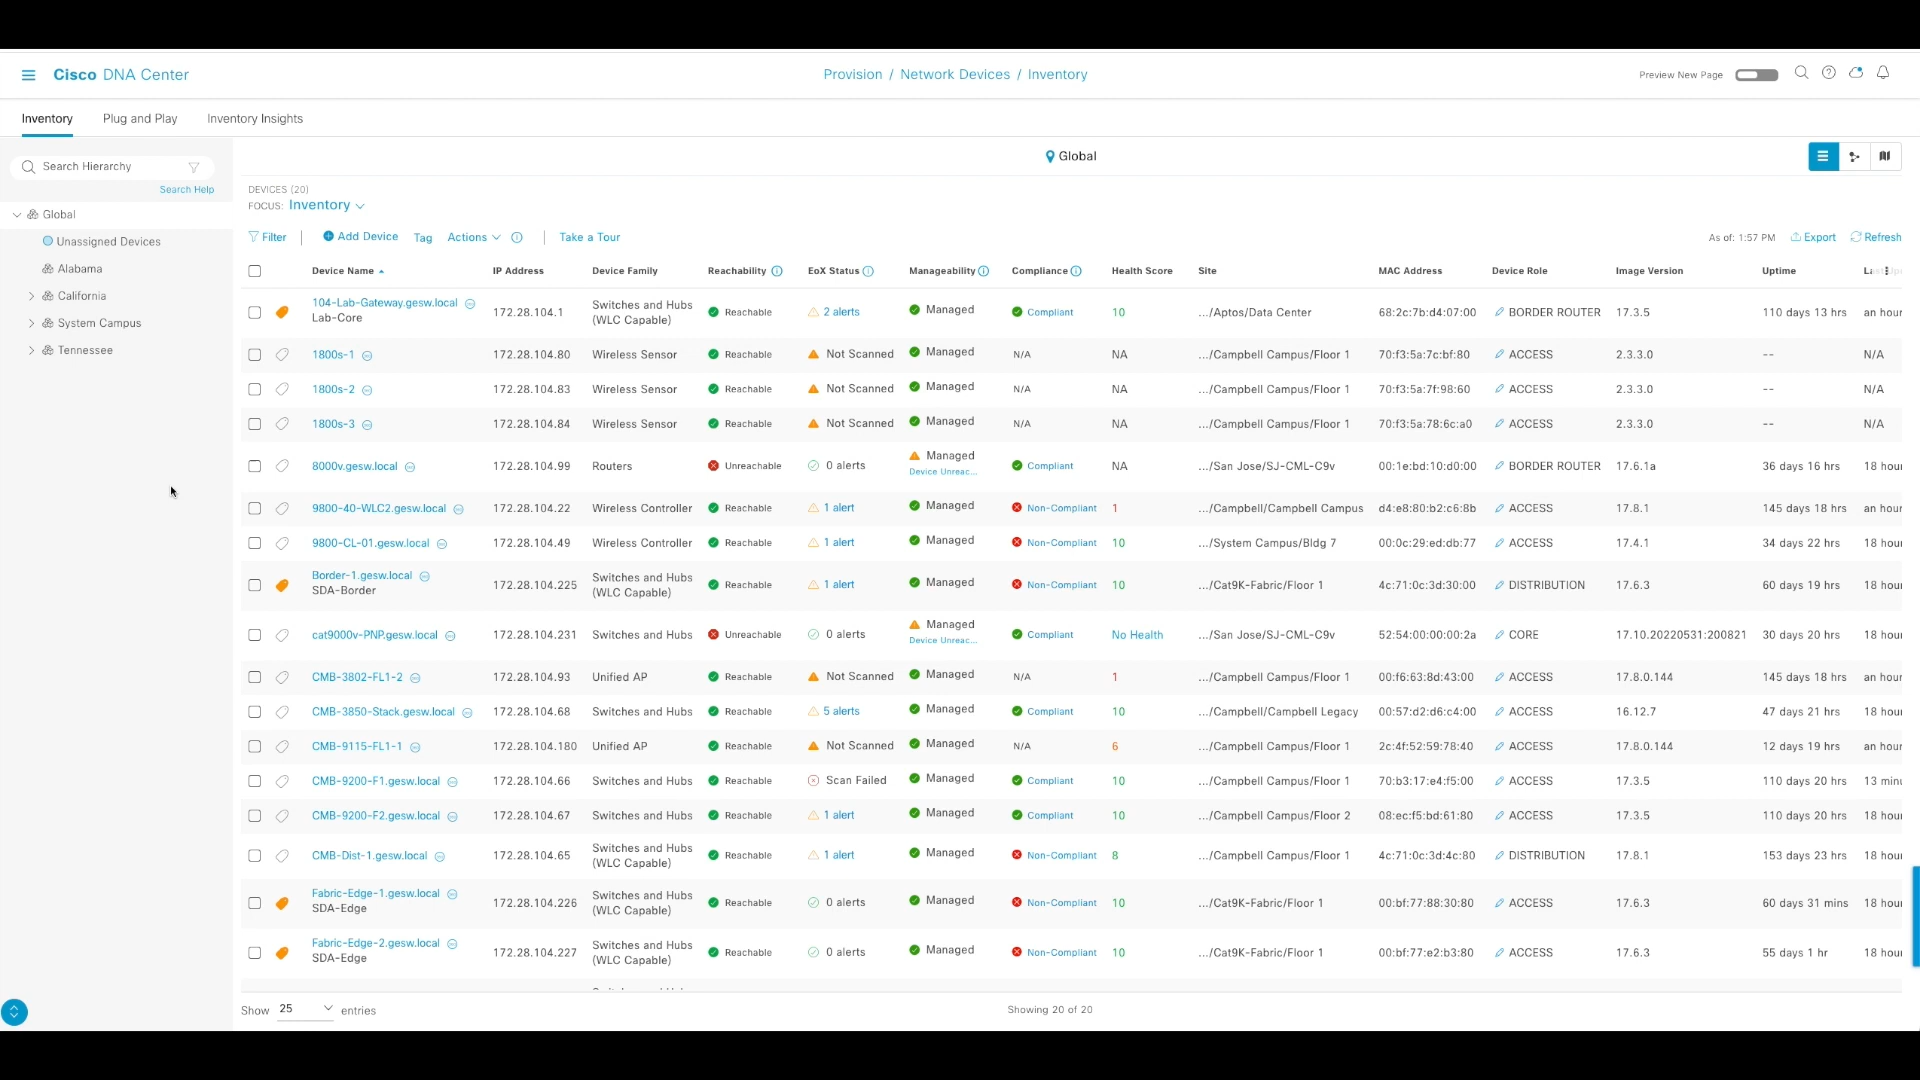 Cisco DNA Center
Provision / Network Devices / Inventory
Preview New Page
Inventory Plug and Play Inventory Insights
Search Hierarchy
Search Help
Global
Unassigned Devices
Alabama
California
System Campus
Tennessee
Global
DEVICES (20)
FOCUS: Inventory
Filter | Add Device Tag Actions | Take a Tour
As of: 1:57 PM Export Refresh
Device Name IP Address Device Family Reachability EoX Status Manageability Compliance Health Score Site MAC Address Device Role Image Version Uptime
104-Lab-Gateway.gesw.local Lab-Core 172.28.104.1 Switches and Hubs (WLC Capable) Reachable 2 alerts Managed Compliant 10 .../Aptos/Data Center 68:2c:7b:d4:07:00 BORDER ROUTER 17.3.5 110 days 13 hrs an hour
1800s-1 172.28.104.80 Wireless Sensor Reachable Not Scanned Managed N/A NA .../Campbell Campus/Floor 1 70:f3:5a:7c:bf:80 ACCESS 2.3.3.0 -- N/A
1800s-2 172.28.104.83 Wireless Sensor Reachable Not Scanned Managed N/A NA .../Campbell Campus/Floor 1 70:f3:5a:7f:98:60 ACCESS 2.3.3.0 -- N/A
1800s-3 172.28.104.84 Wireless Sensor Reachable Not Scanned Managed N/A NA .../Campbell Campus/Floor 1 70:f3:5a:78:6c:a0 ACCESS 2.3.3.0 -- N/A
8000v.gesw.local 172.28.104.99 Routers Unreachable 0 alerts Managed Device Unreac... Compliant NA .../San Jose/SJ-CML-C9v 00:1e:bd:10:d0:00 BORDER ROUTER 17.6.1a 36 days 16 hrs 18 hou
9800-40-WLC2.gesw.local 172.28.104.22 Wireless Controller Reachable 1 alert Managed Non-Compliant 1 .../Campbell/Campbell Campus d4:e8:80:b2:c6:8b ACCESS 17.8.1 145 days 18 hrs an hour
9800-CL-01.gesw.local 172.28.104.49 Wireless Controller Reachable 1 alert Managed Non-Compliant 10 .../System Campus/Bldg 7 00:0c:29:ed:db:77 ACCESS 17.4.1 34 days 22 hrs 18 hou
Border-1.gesw.local SDA-Border 172.28.104.225 Switches and Hubs (WLC Capable) Reachable 1 alert Managed Non-Compliant 10 .../Cat9K-Fabric/Floor 1 4c:71:0c:3d:30:00 DISTRIBUTION 17.6.3 60 days 19 hrs 18 hou
cat9000v-PNP.gesw.local 172.28.104.231 Switches and Hubs Unreachable 0 alerts Managed Device Unreac... Compliant No Health .../San Jose/SJ-CML-C9v 52:54:00:00:00:2a CORE 17.10.20220531:200821 30 days 20 hrs 18 hou
CMB-3802-FL1-2 172.28.104.93 Unified AP Reachable Not Scanned Managed N/A 1 .../Campbell Campus/Floor 1 00:f6:63:8d:43:00 ACCESS 17.8.0.144 145 days 18 hrs an hour
CMB-3850-Stack.gesw.local 172.28.104.68 Switches and Hubs Reachable 5 alerts Managed Compliant 10 .../Campbell/Campbell Legacy 00:57:d2:d6:c4:00 ACCESS 16.12.7 47 days 21 hrs 18 hou
CMB-9115-FL1-1 172.28.104.180 Unified AP Reachable Not Scanned Managed N/A 6 .../Campbell Campus/Floor 1 2c:4f:52:59:78:40 ACCESS 17.8.0.144 12 days 19 hrs an hour
CMB-9200-F1.gesw.local 172.28.104.66 Switches and Hubs Reachable Scan Failed Managed Compliant 10 .../Campbell Campus/Floor 1 70:b3:17:e4:f5:00 ACCESS 17.3.5 110 days 20 hrs 13 min
CMB-9200-F2.gesw.local 172.28.104.67 Switches and Hubs Reachable 1 alert Managed Compliant 10 .../Campbell Campus/Floor 2 08:ec:f5:bd:61:80 ACCESS 17.3.5 110 days 20 hrs 18 hou
CMB-Dist-1.gesw.local 172.28.104.65 Switches and Hubs (WLC Capable) Reachable 1 alert Managed Non-Compliant 8 .../Campbell Campus/Floor 1 4c:71:0c:3d:4c:80 DISTRIBUTION 17.8.1 153 days 23 hrs 18 hou
Fabric-Edge-1.gesw.local SDA-Edge 172.28.104.226 Switches and Hubs (WLC Capable) Reachable 0 alerts Managed Non-Compliant 10 .../Cat9K-Fabric/Floor 1 00:bf:77:88:30:80 ACCESS 17.6.3 60 days 31 mins 18 hou
Fabric-Edge-2.gesw.local SDA-Edge 172.28.104.227 Switches and Hubs (WLC Capable) Reachable 0 alerts Managed Non-Compliant 10 .../Cat9K-Fabric/Floor 1 00:bf:77:e2:b3:80 ACCESS 17.6.3 55 days 1 hr 18 hou
Show 25 entries Showing 20 of 20